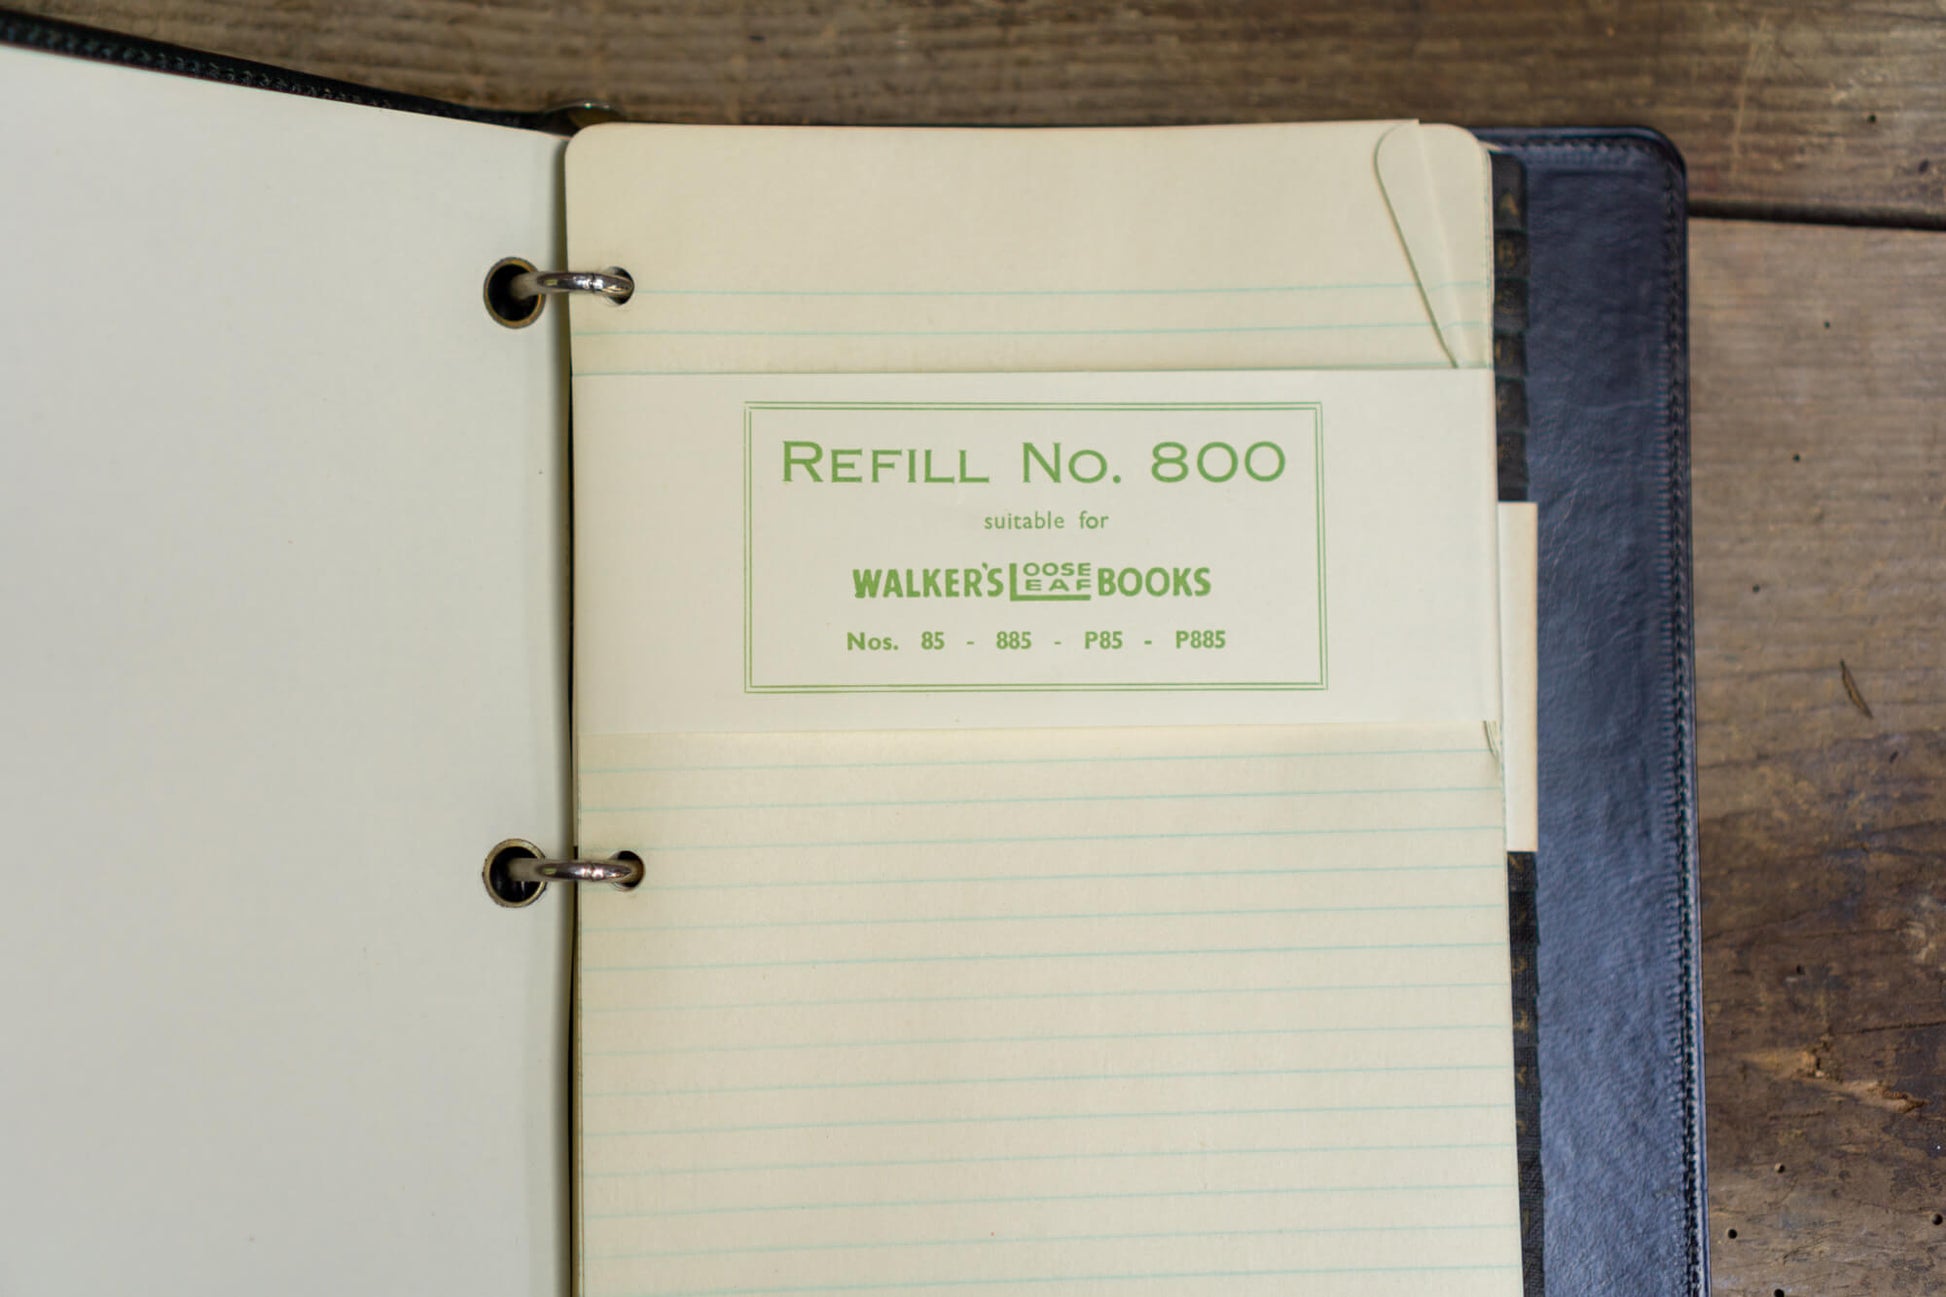 REFILL No. 800
suitable for
WALKER'S LOOSE LEAF BOOKS
Nos. 85 - 885 - P85 - P885
A
B